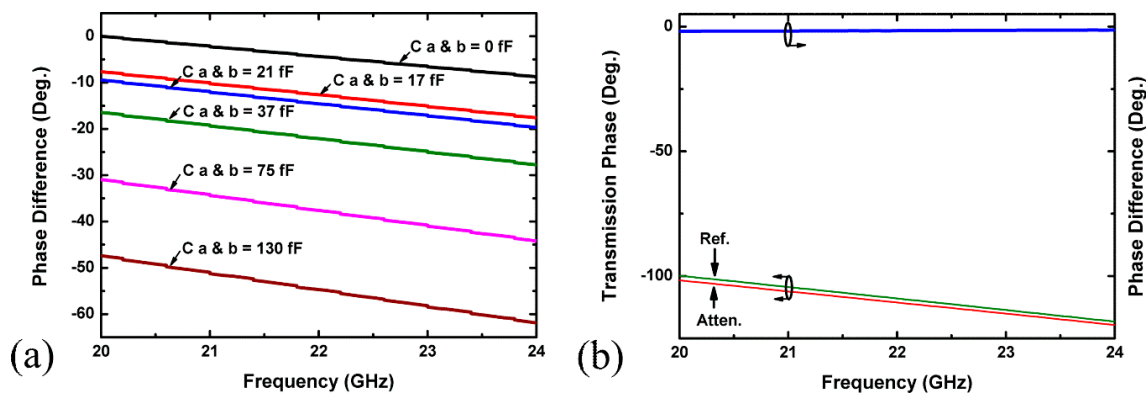 Phase Difference (Deg.)
0
-10
-20
-30
-40
-50
-60
C a & b = 0 fF
C a & b = 21 fF
C a & b = 17 fF
C a & b = 37 fF
C a & b = 75 fF
C a & b = 130 fF
20 21 22 23 24
Frequency (GHz)
(a)
Transmission Phase (Deg.)
0
-50
-100
Ref.
Atten.
20 21 22 23 24
Frequency (GHz)
Phase Difference (Deg.)
(b)